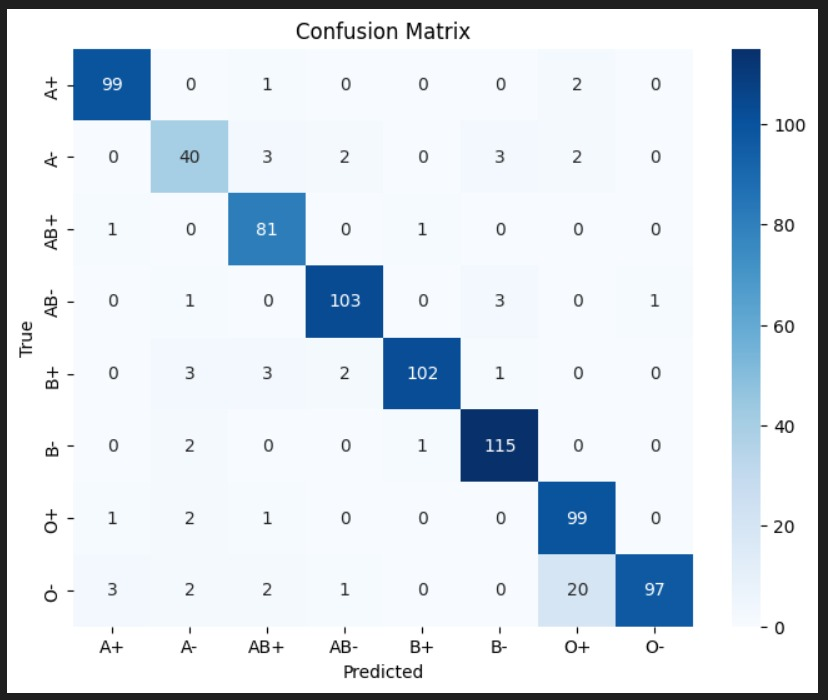 Confusion Matrix
A+ 99 0 1 0 0 0 2 0
A- 0 40 3 2 0 3 2 0
AB+ 1 0 81 0 1 0 0 0
AB- 0 1 0 103 0 3 0 1
B+ 0 3 3 2 102 1 0 0
B- 0 2 0 0 1 115 0 0
O+ 1 2 1 0 0 0 99 0
O- 3 2 2 1 0 0 20 97
A+ A- AB+ AB- B+ B- O+ O-
Predicted
True
100
80
60
40
20
0